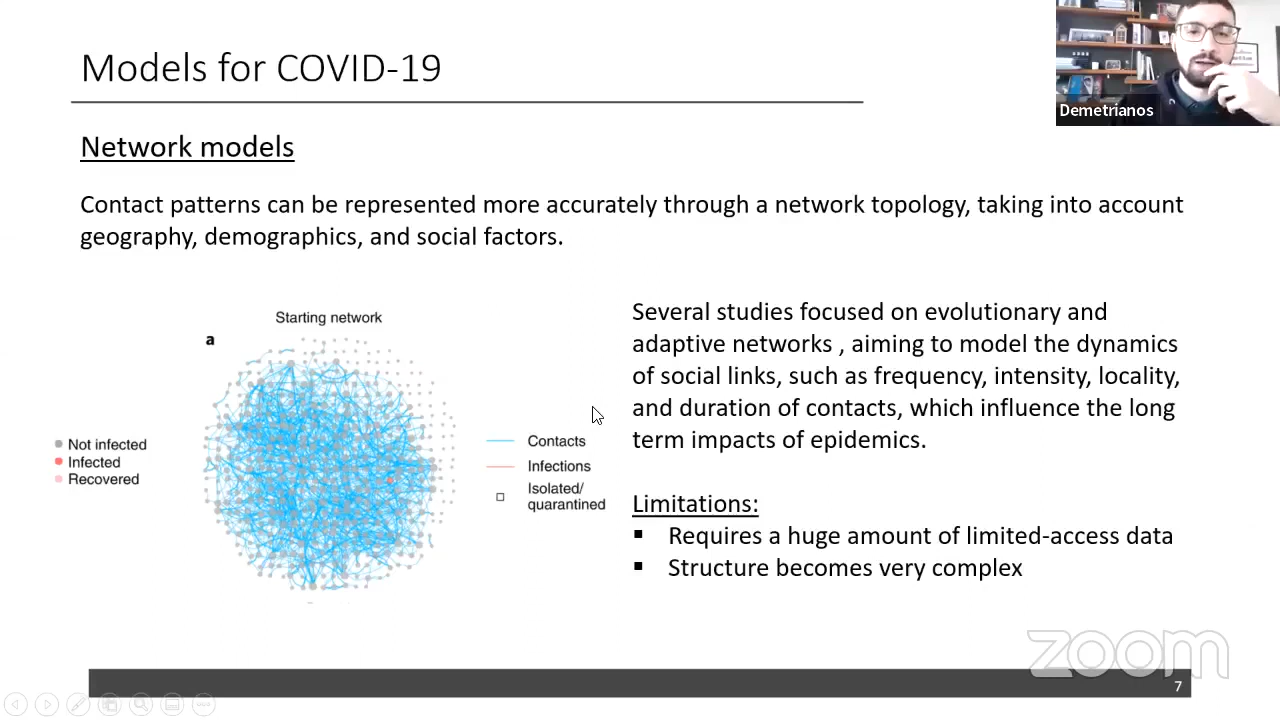 Models for COVID-19
Demetrianos
Network models
Contact patterns can be represented more accurately through a network topology, taking into account
geography, demographics, and social factors.
Starting network
a
Not infected
Infected
Recovered
Contacts
Infections
Isolated/
quarantined
Several studies focused on evolutionary and
adaptive networks , aiming to model the dynamics
of social links, such as frequency, intensity, locality,
and duration of contacts, which influence the long
term impacts of epidemics.
Limitations:
▪ Requires a huge amount of limited-access data
▪ Structure becomes very complex
zoom
7